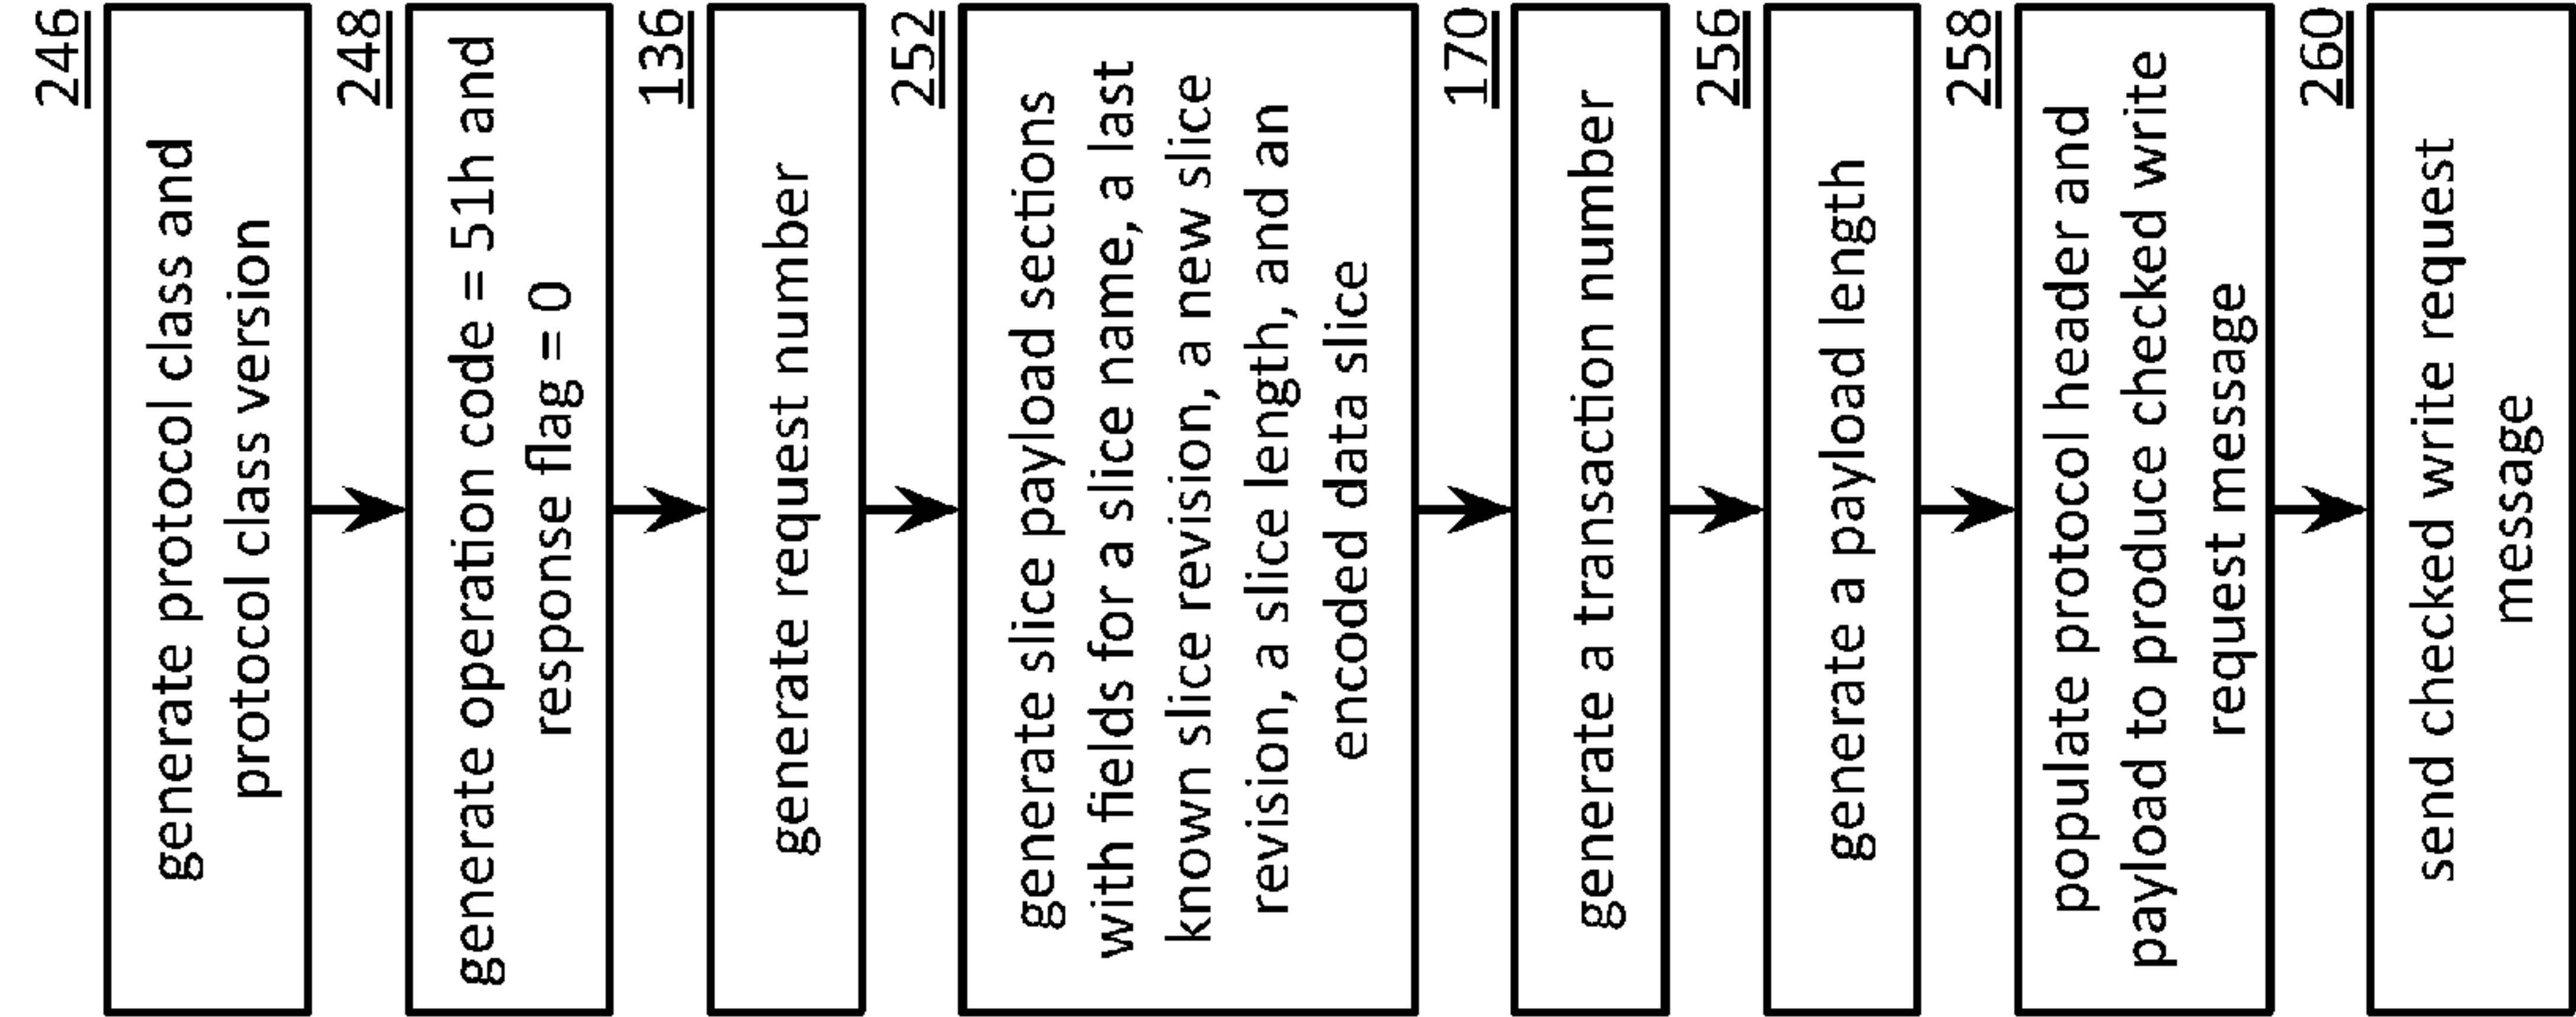 246
generate protocol class and
protocol class version
248
generate operation code = 51h and
response flag = 0
136
generate request number
252
generate slice payload sections
with fields for a slice name, a last
known slice revision, a new slice
revision, a slice length, and an
encoded data slice
170
generate a transaction number
256
generate a payload length
258
populate protocol header and
payload to produce checked write
request message
260
send checked write request
message